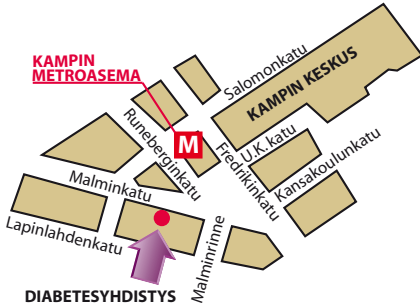 KAMPIN
METROASEMA
Salomonkatu
KAMPIN KESKUS
Runeberginkatu
M
Fredrikinkatu
U.K.katu
Kansakoulunkatu
Malminkatu
Lapinlahdenkatu
Malminrinne
DIABETESYHDISTYS